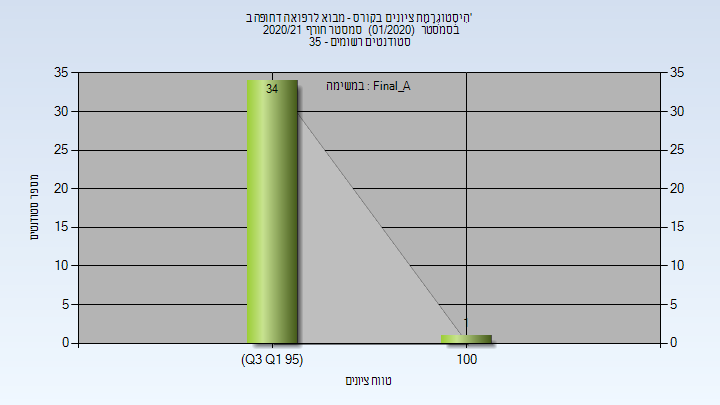 היסטוגרמת ציונים בקורס - מבוא לרפואה דחופה ב'
בסמסטר (01/2020) סמסטר חורף 2020/21
סטודנטים רשומים - 35
במשימה : Final_A
35 35
34
30 30
25 25
20 20
15 15
10 10
5 5
1
0 0
מספר סטודנטים
(Q3 Q1 95) 100
טווח ציונים